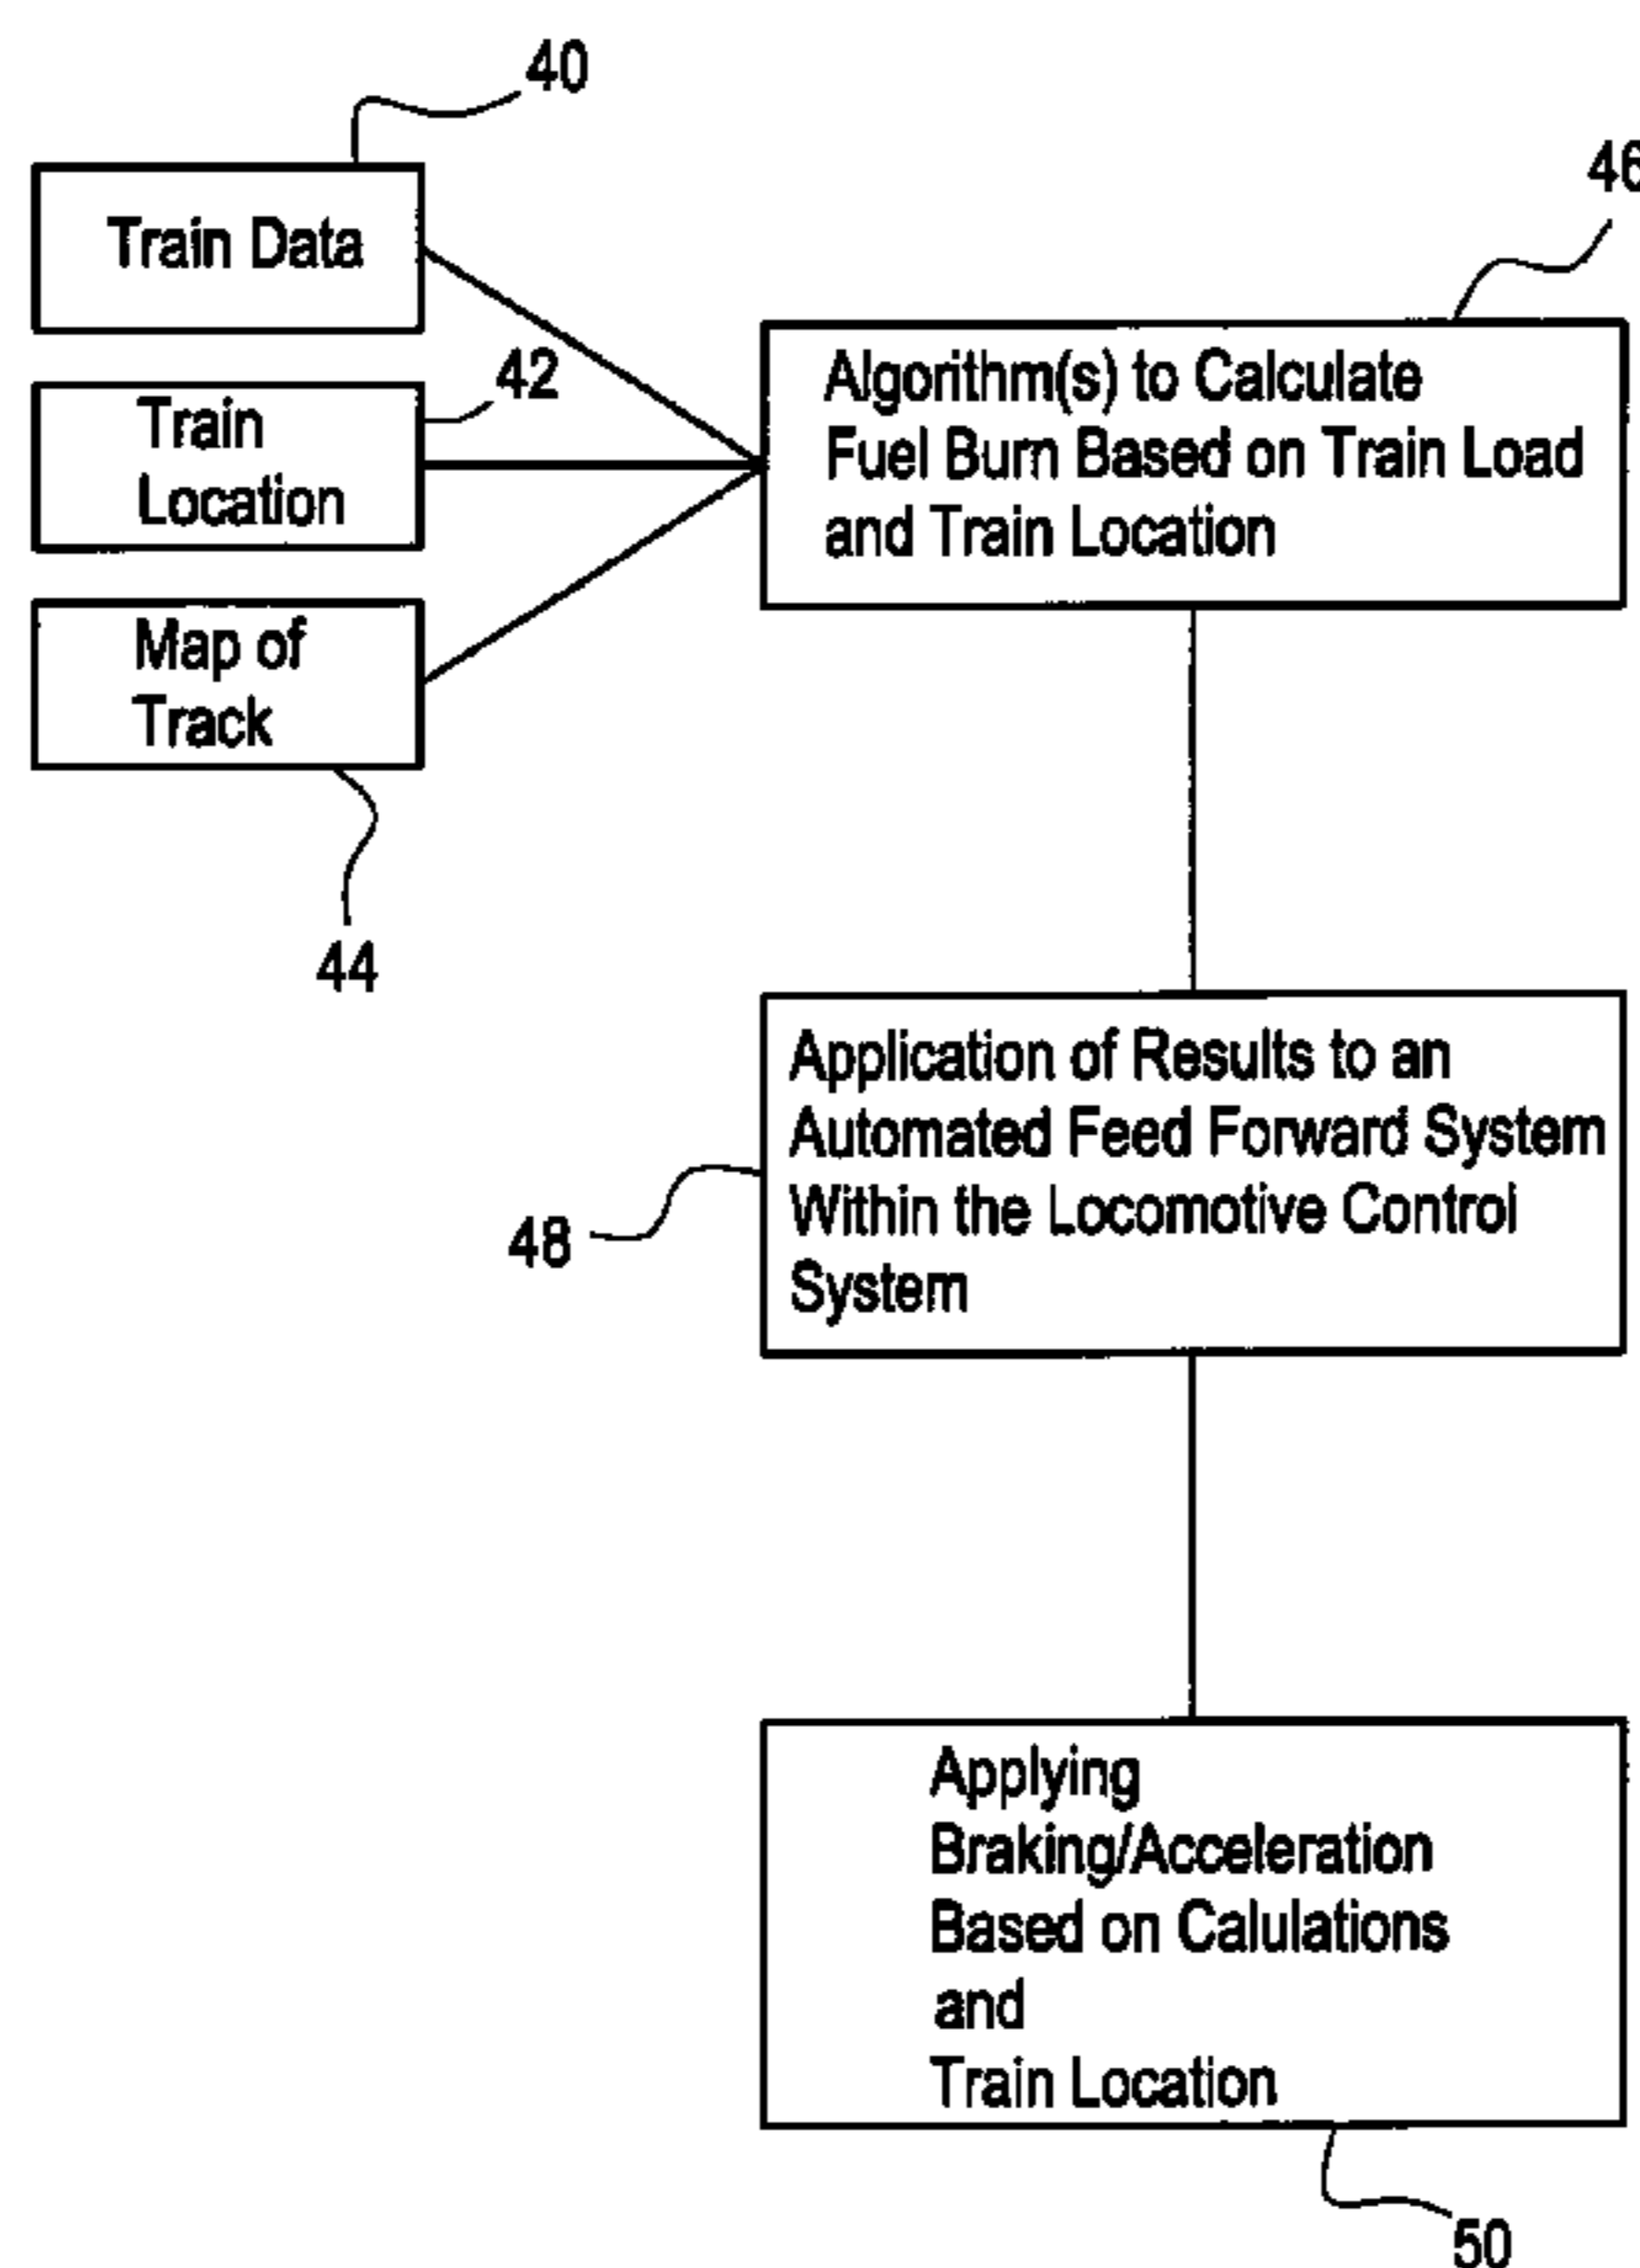 40
Train Data
42
Train
Location
Map of
Track
44
46
Algorithm(s) to Calculate
Fuel Burn Based on Train Load
and Train Location
Application of Results to an
Automated Feed Forward System
Within the Locomotive Control
System
48
Applying
Braking/Acceleration
Based on Calulations
and
Train Location
50